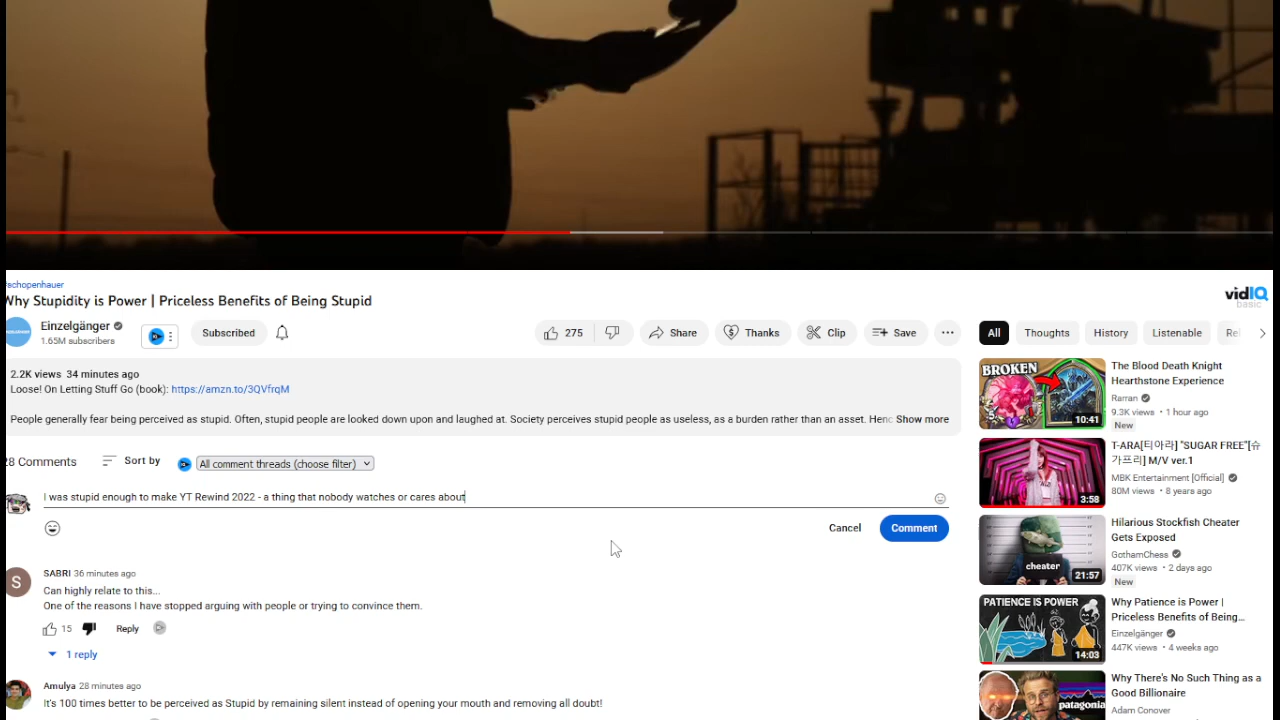 #schopenhauer
Why Stupidity is Power | Priceless Benefits of Being Stupid
Einzelgänger
1.65M subscribers
Subscribed
275
Share
Thanks
Clip
Save
2.2K views 34 minutes ago
Loose! On Letting Stuff Go (book): https://amzn.to/3QVfrqM
People generally fear being perceived as stupid. Often, stupid people are looked down upon and laughed at. Society perceives stupid people as useless, as a burden rather than an asset. Henc Show more
28 Comments
Sort by
All comment threads (choose filter)
I was stupid enough to make YT Rewind 2022 - a thing that nobody watches or cares about
Cancel
Comment
S
SABRI 36 minutes ago
Can highly relate to this...
One of the reasons I have stopped arguing with people or trying to convince them.
15
Reply
1 reply
Amulya 28 minutes ago
It's 100 times better to be perceived as Stupid by remaining silent instead of opening your mouth and removing all doubt!
vidIQ
basic
All
Thoughts
History
Listenable
Re
BROKEN
10:41
The Blood Death Knight
Hearthstone Experience
Rarran
9.3K views • 1 hour ago
New
3:58
T-ARA[티아라] "SUGAR FREE"[슈
가프리] M/V ver.1
MBK Entertainment [Official]
80M views • 8 years ago
cheater
21:57
Hilarious Stockfish Cheater
Gets Exposed
GothamChess
407K views • 2 days ago
New
PATIENCE IS POWER
14:03
Why Patience is Power |
Priceless Benefits of Being...
Einzelgänger
447K views • 4 weeks ago
patagonia
Why There's No Such Thing as a
Good Billionaire
Adam Conover